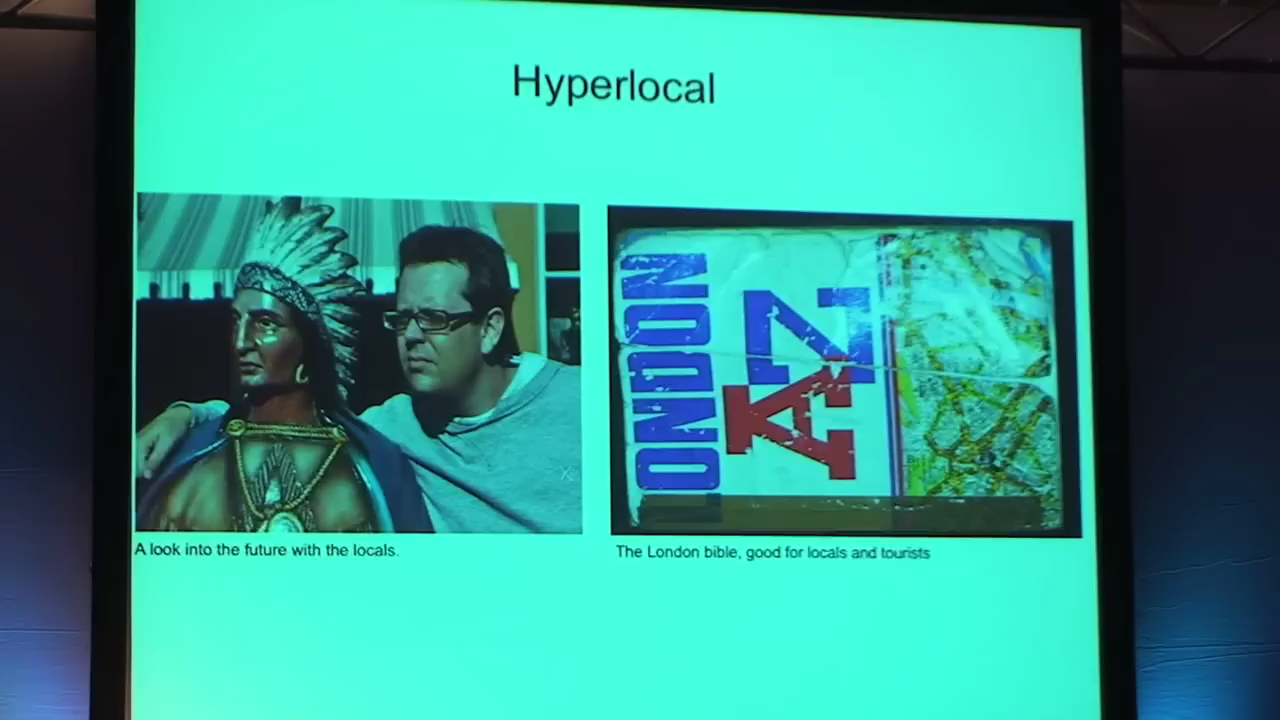 Hyperlocal
LONDON
A Z
A look into the future with the locals.
The London bible, good for locals and tourists